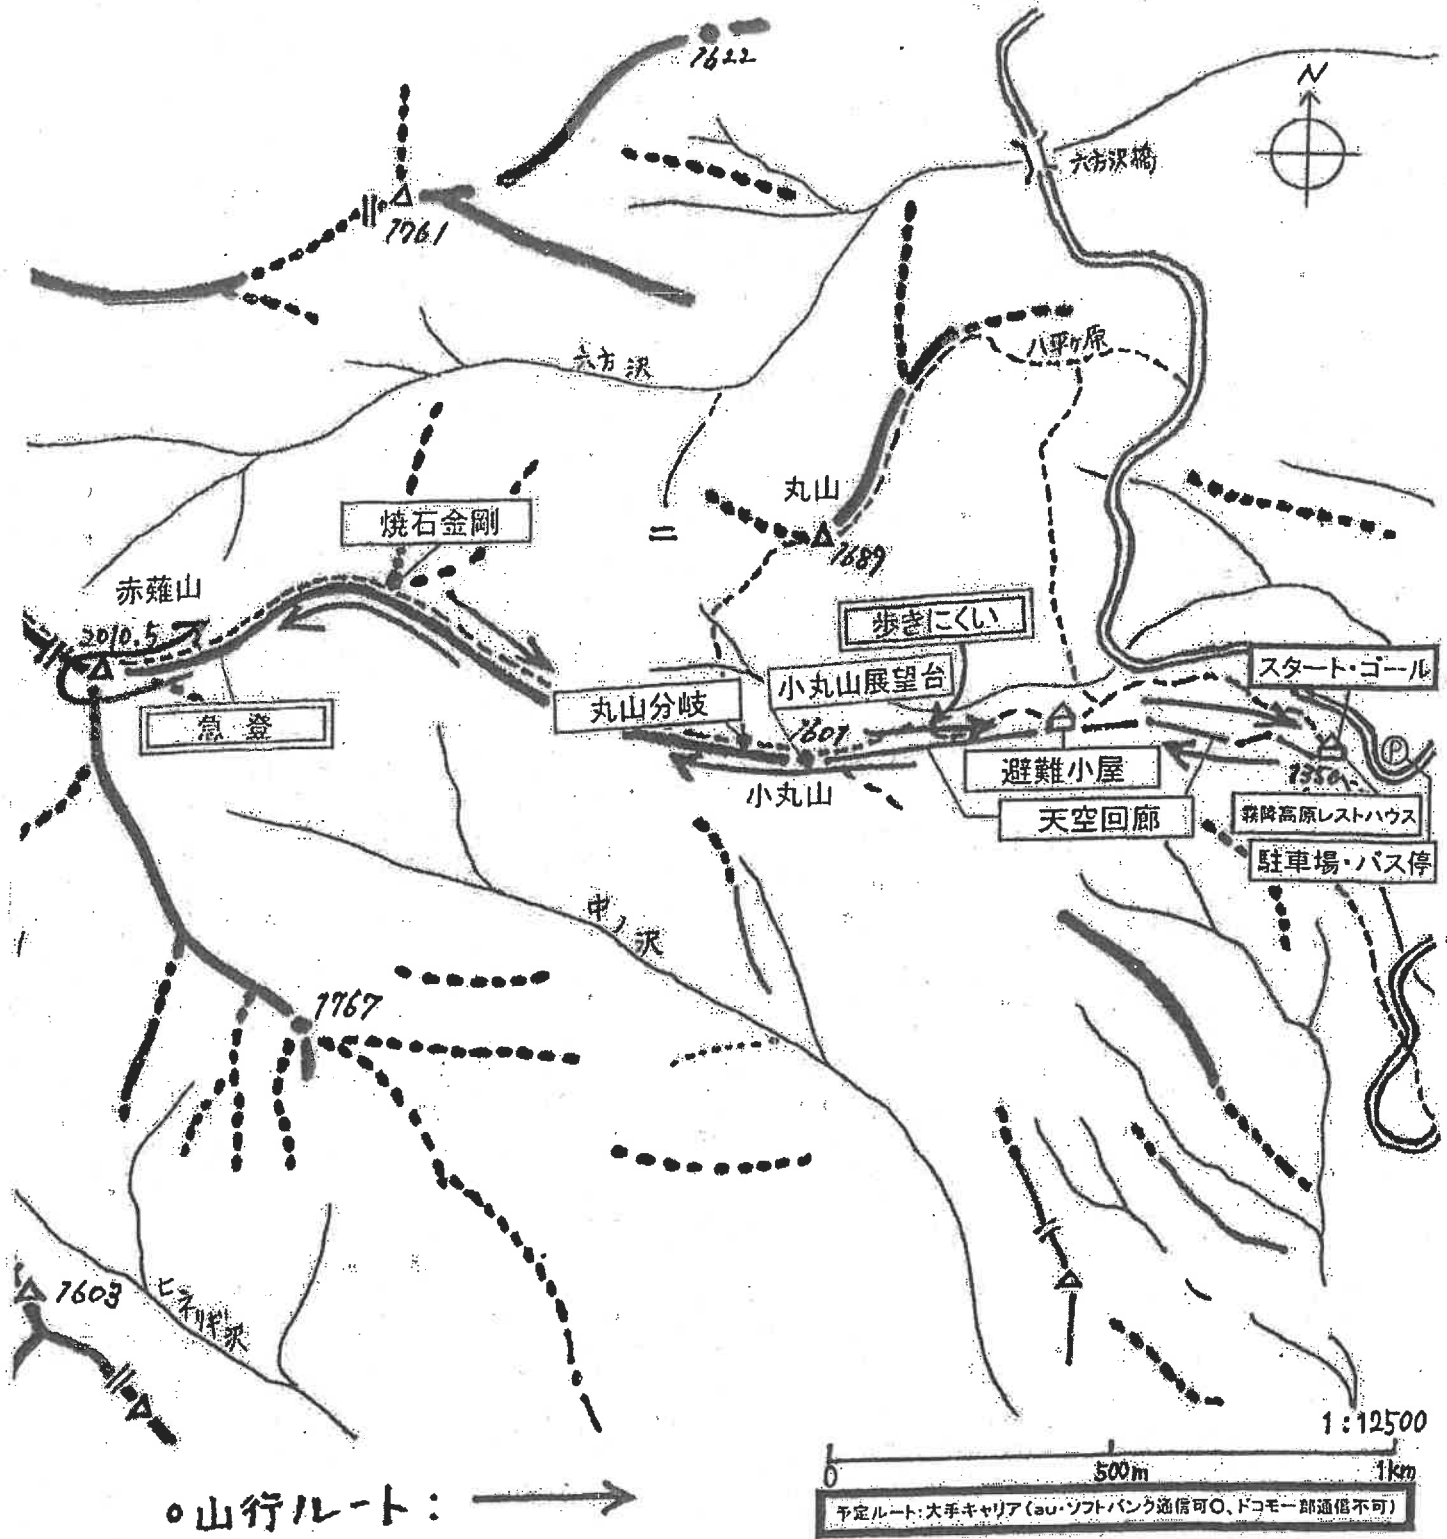 1622
N
六方沢橋
1761
八平ヶ原
六方沢
丸山
焼石金剛
1689
赤薙山
歩きにくい
2010.5
スタート・ゴール
小丸山展望台
丸山分岐
急登
1601
P
避難小屋
小丸山
1350
天空回廊
霧降高原レストハウス
駐車場・バス停
中ノ沢
1767
1603
ヒネリギ沢
1:12500
0 500m 1km
○山行ルート:
予定ルート:大手キャリア(au・ソフトバンク通信可○、ドコモ一部通信不可)